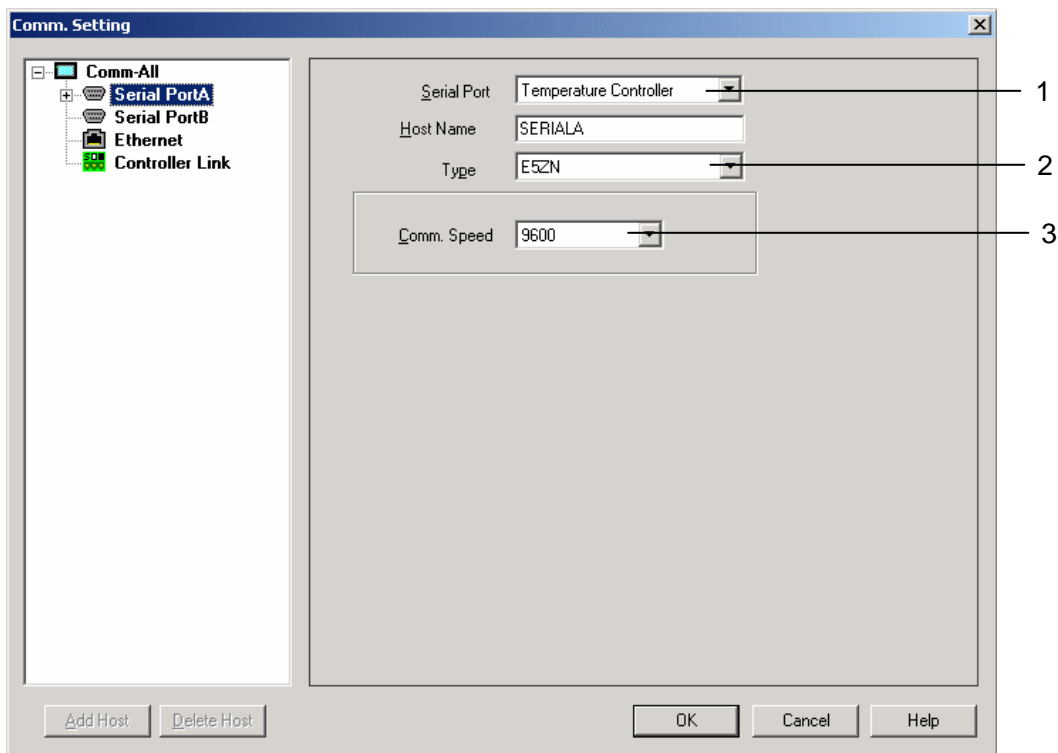 Comm. Setting
Comm-All
Serial PortA
Serial PortB
Ethernet
Controller Link
Serial Port Temperature Controller 1
Host Name SERIALA
Type E5ZN 2
Comm. Speed 9600 3
Add Host Delete Host OK Cancel Help